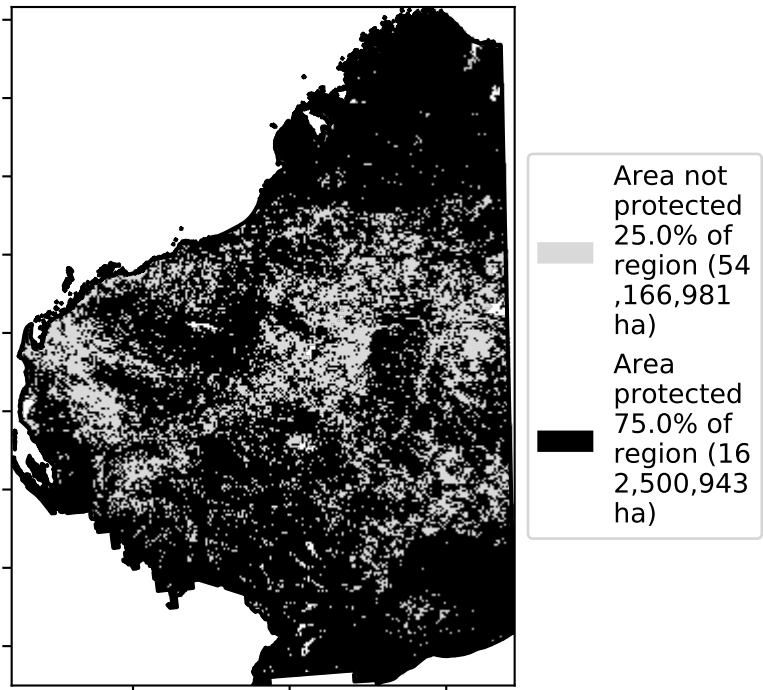 Area not
protected
25.0% of
region (54
,166,981
ha)
Area
protected
75.0% of
region (16
2,500,943
ha)